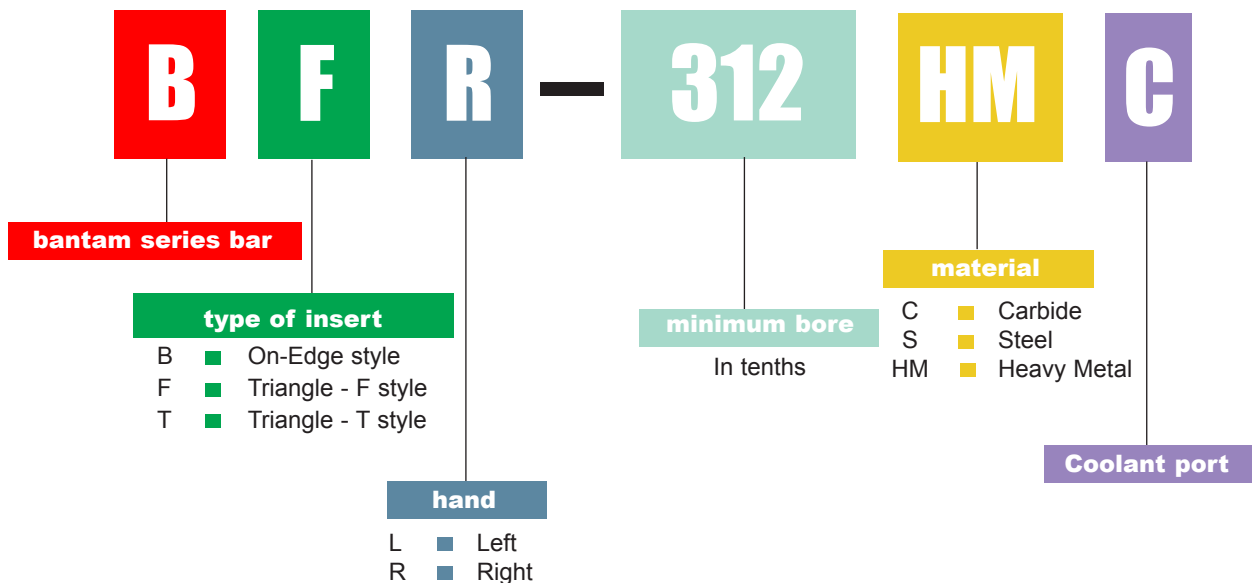 B F R - 312 HM C
bantam series bar
type of insert
B On-Edge style
F Triangle - F style
T Triangle - T style
hand
L Left
R Right
minimum bore
In tenths
material
C Carbide
S Steel
HM Heavy Metal
Coolant port